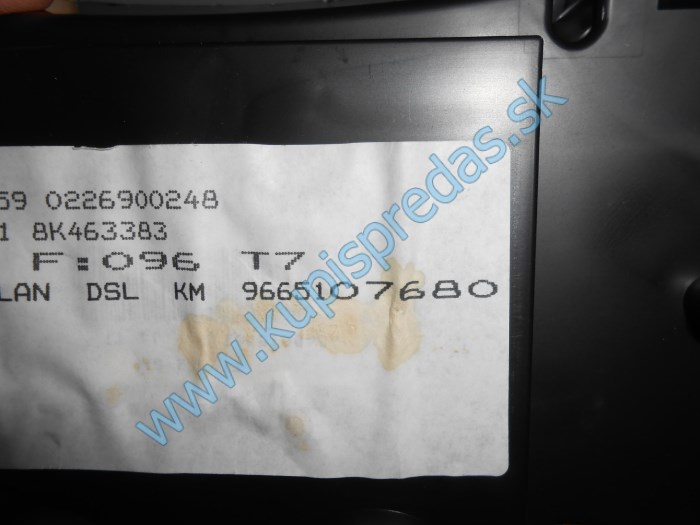 59 0226900248
1 8K463383
F:096 T7
LAN DSL KM 9665107680
www.kupispredas.sk